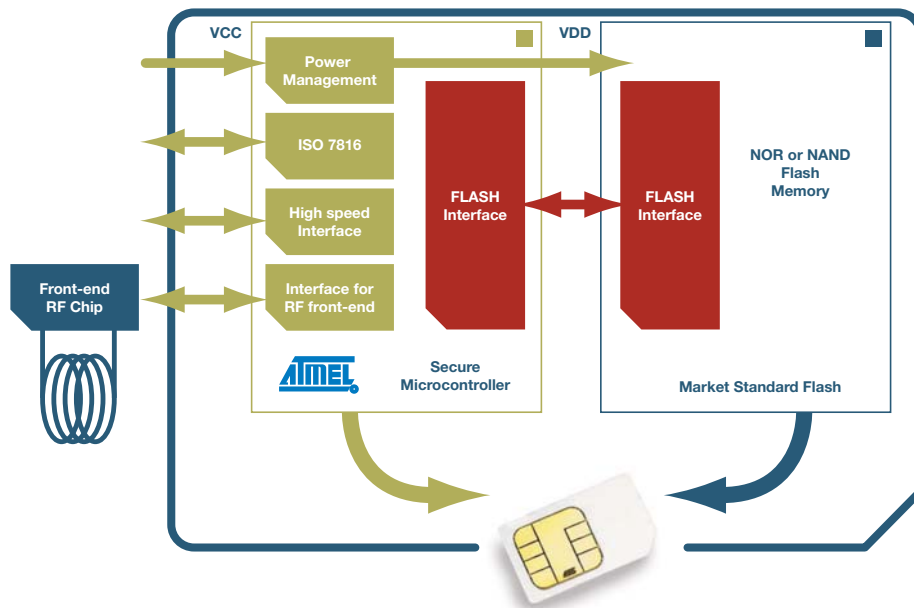 VCC
VDD
Power
Management
ISO 7816
High speed
Interface
Interface for
RF front-end
FLASH
Interface
FLASH
Interface
NOR or NAND
Flash
Memory
Front-end
RF Chip
ATMEL
Secure
Microcontroller
Market Standard Flash